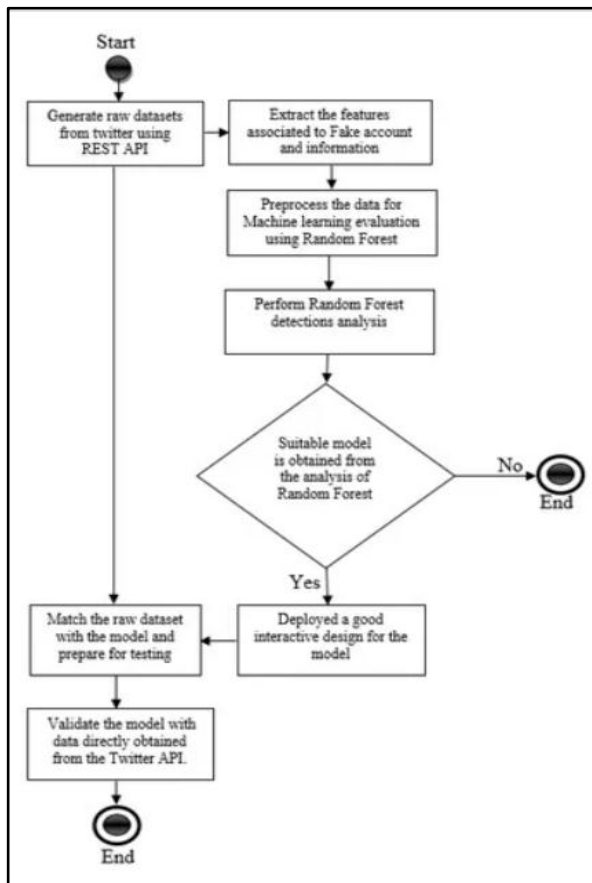 Start
Generate raw datasets
from twitter using
REST API
Extract the features
associated to Fake account
and information
Preprocess the data for
Machine learning evaluation
using Random Forest
Perform Random Forest
detections analysis
Suitable model
is obtained from
the analysis of
Random Forest
No
End
Yes
Match the raw dataset
with the model and
prepare for testing
Deployed a good
interactive design for the
model
Validate the model with
data directly obtained
from the Twitter API.
End